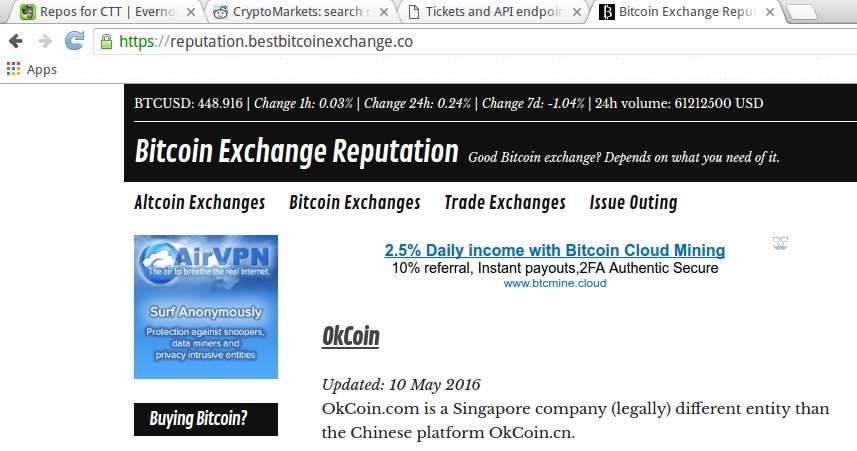 Repos for CTT | Everno
CryptoMarkets: search r
Tickets and API endpoin
Bitcoin Exchange Repu
https://reputation.bestbitcoinexchange.co
Apps
BTCUSD: 448.916 | Change 1h: 0.03% | Change 24h: 0.24% | Change 7d: -1.04% | 24h volume: 61212500 USD
Bitcoin Exchange Reputation Good Bitcoin exchange? Depends on what you need of it.
Altcoin Exchanges Bitcoin Exchanges Trade Exchanges Issue Outing
AirVPN
The air to breathe the real Internet.
Surf Anonymously
Protection against snoopers,
data miners and
privacy intrusive entities
Buying Bitcoin?
2.5% Daily income with Bitcoin Cloud Mining
10% referral, Instant payouts,2FA Authentic Secure
www.btcmine.cloud
OkCoin
Updated: 10 May 2016
OkCoin.com is a Singapore company (legally) different entity than
the Chinese platform OkCoin.cn.